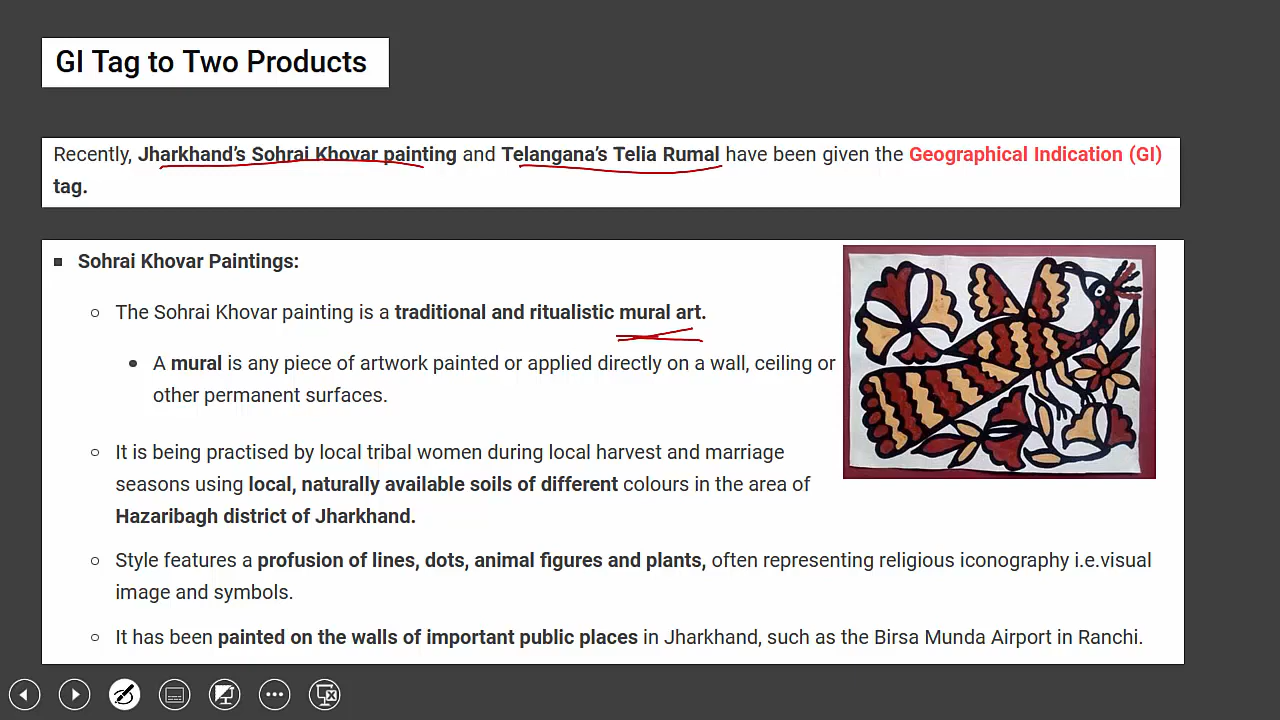 GI Tag to Two Products
Recently, Jharkhand's Sohrai Khovar painting and Telangana's Telia Rumal have been given the Geographical Indication (GI)
tag.
Sohrai Khovar Paintings:
The Sohrai Khovar painting is a traditional and ritualistic mural art.
A mural is any piece of artwork painted or applied directly on a wall, ceiling or
other permanent surfaces.
It is being practised by local tribal women during local harvest and marriage
seasons using local, naturally available soils of different colours in the area of
Hazaribagh district of Jharkhand.
Style features a profusion of lines, dots, animal figures and plants, often representing religious iconography i.e.visual
image and symbols.
It has been painted on the walls of important public places in Jharkhand, such as the Birsa Munda Airport in Ranchi.